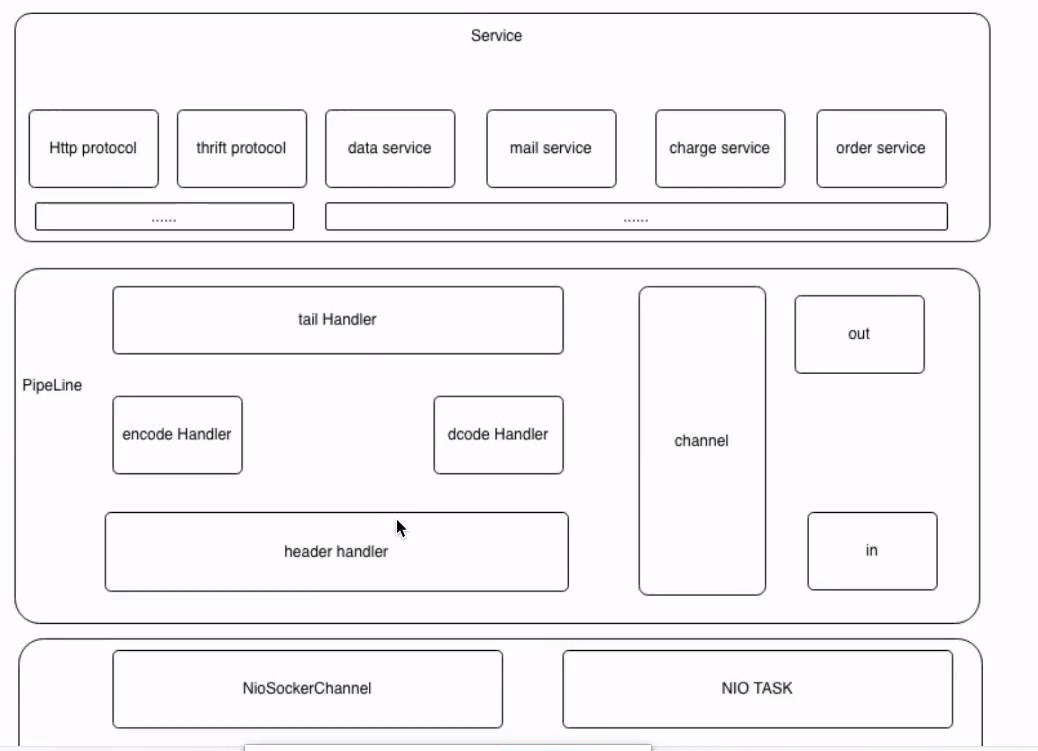 Service
Http protocol
thrift protocol
data service
mail service
charge service
order service
......
......
tail Handler
out
PipeLine
encode Handler
dcode Handler
channel
header handler
in
NioSockerChannel
NIO TASK